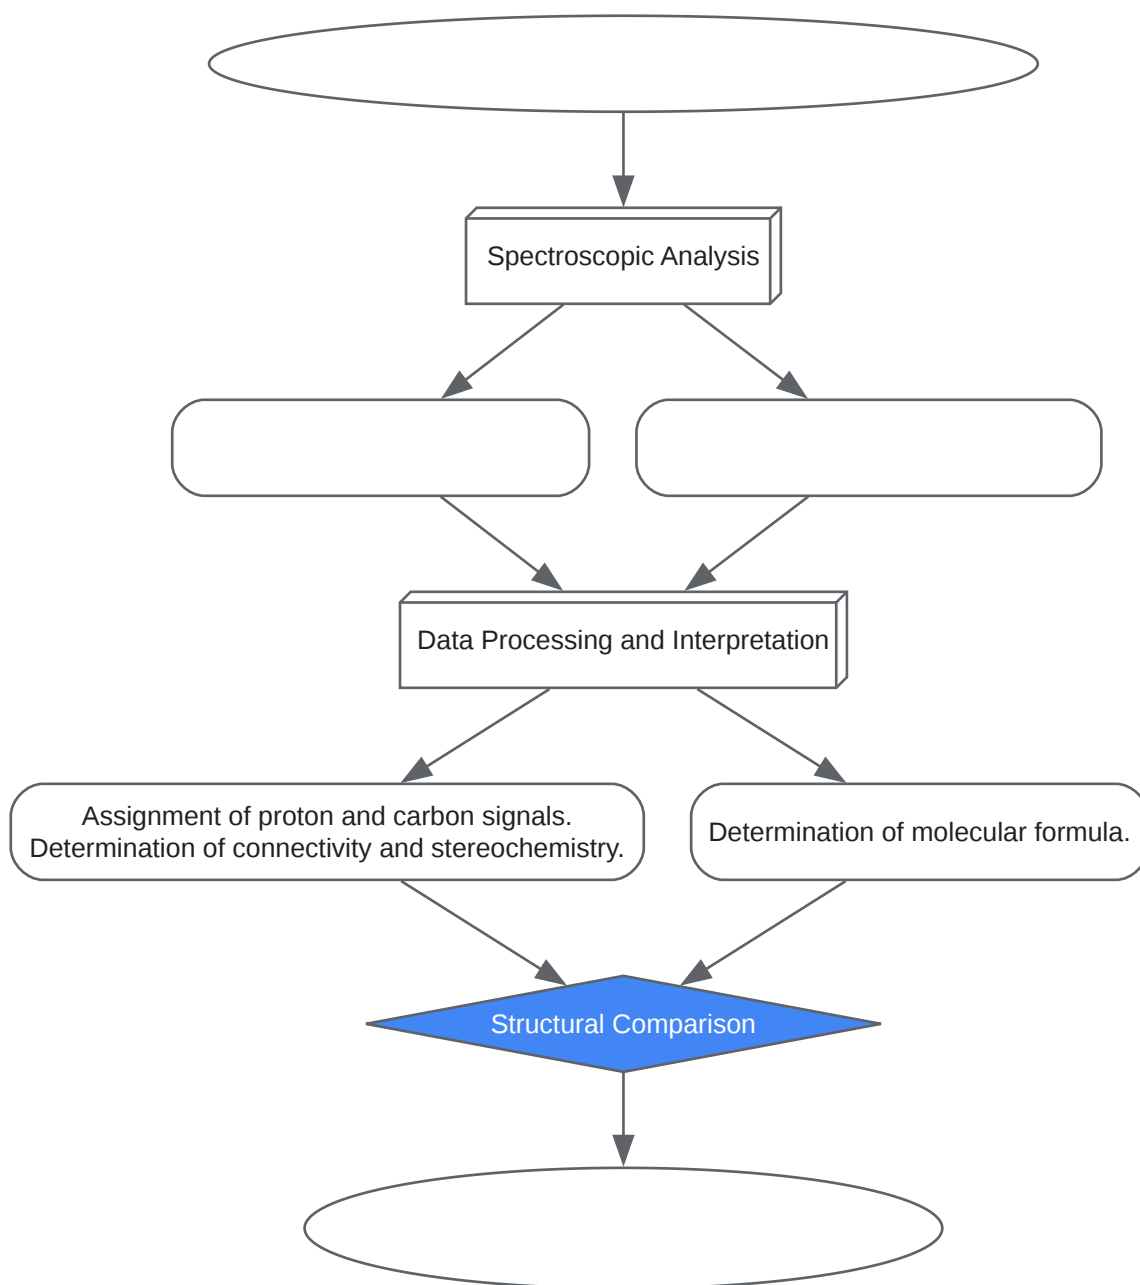 Spectroscopic Analysis
Data Processing and Interpretation
Assignment of proton and carbon signals.
Determination of connectivity and stereochemistry.
Determination of molecular formula.
Structural Comparison